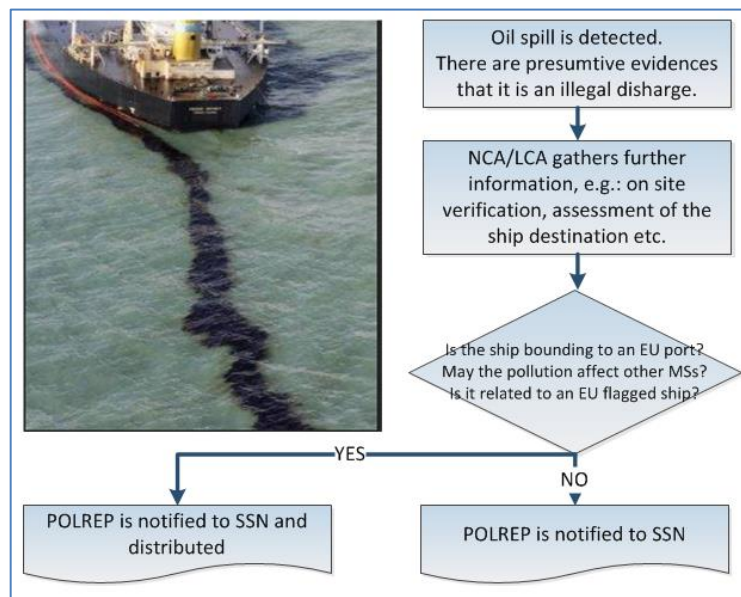 Oil spill is detected.
There are presumtive evidences
that it is an illegal disharge.
NCA/LCA gathers further
information, e.g.: on site
verification, assessment of the
ship destination etc.
Is the ship bounding to an EU port?
May the pollution affect other MSs?
Is it related to an EU flagged ship?
YES
NO
POLREP is notified to SSN and
distributed
POLREP is notified to SSN